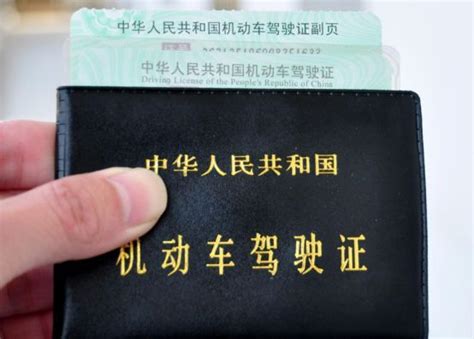 中华人民共和国机动车驾驶证副页
中华人民共和国机动车驾驶证
Driving License of the People's Republic of China
中华人民共和国
机动车驾驶证